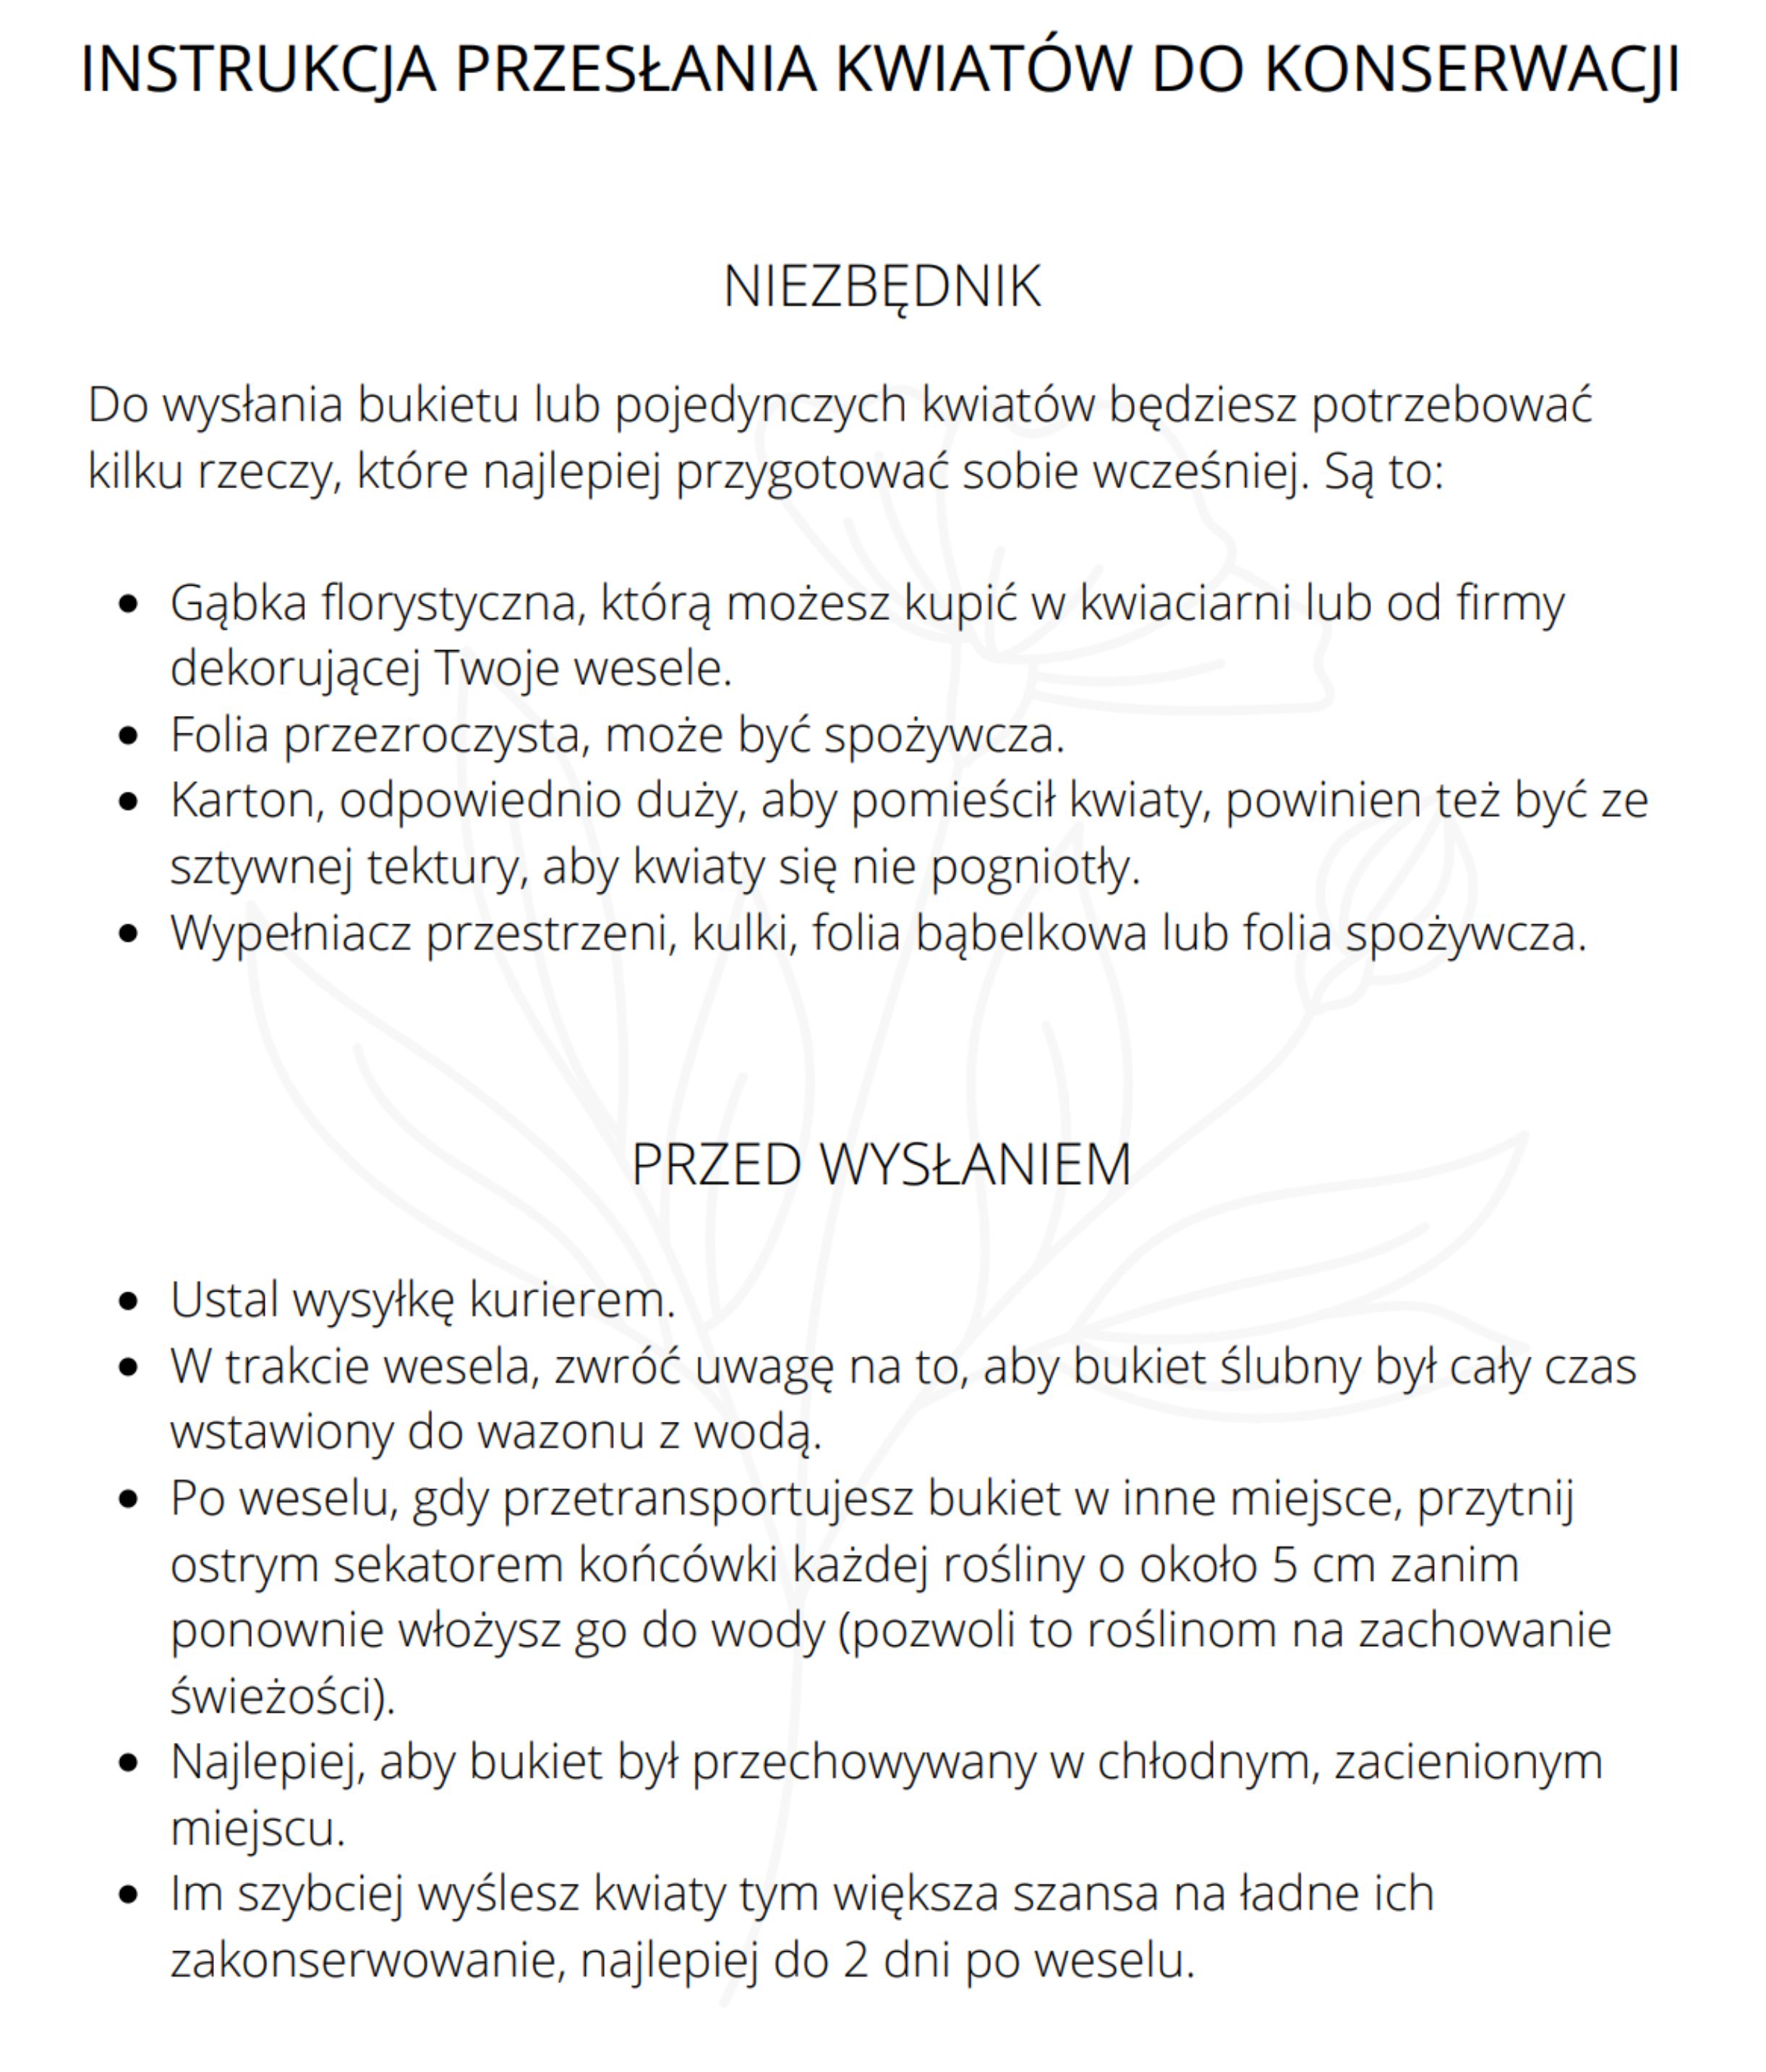 INSTRUKCJA PRZESŁANIA KWIATÓW DO KONSERWACJI
NIEZBĘDNIK
Do wysłania bukietu lub pojedynczych kwiatów będziesz potrzebować
kilku rzeczy, które najlepiej przygotować sobie wcześniej. Są to:
• Gąbka florystyczna, którą możesz kupić w kwiaciarni lub od firmy
dekorującej Twoje wesele.
• Folia przezroczysta, może być spożywcza.
• Karton, odpowiednio duży, aby pomieścił kwiaty, powinien też być ze
sztywnej tektury, aby kwiaty się nie pogniotły.
• Wypełniacz przestrzeni, kulki, folia bąbelkowa lub folia spożywcza.
PRZED WYSŁANIEM
• Ustal wysyłkę kurierem.
• W trakcie wesela, zwróć uwagę na to, aby bukiet ślubny był cały czas
wstawiony do wazonu z wodą.
• Po weselu, gdy przetransportujesz bukiet w inne miejsce, przytnij
ostrym sekatorem końcówki każdej rośliny o około 5 cm zanim
ponownie włożysz go do wody (pozwoli to roślinom na zachowanie
świeżości).
• Najlepiej, aby bukiet był przechowywany w chłodnym, zacienionym
miejscu.
• Im szybciej wyślesz kwiaty tym większa szansa na ładne ich
zakonserwowanie, najlepiej do 2 dni po weselu.